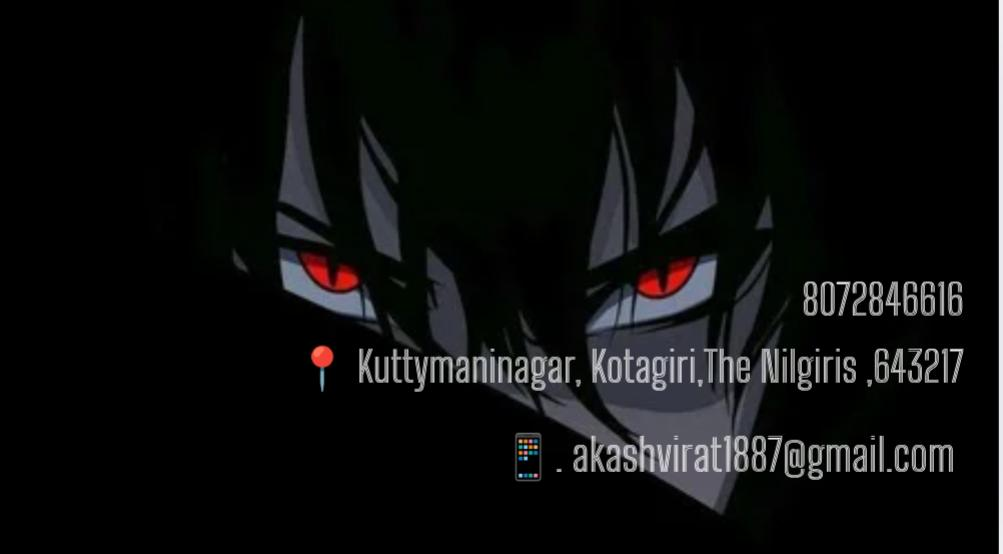 8072846616
📍 Kuttymaninagar, Kotagiri,The Nilgiris ,643217
📱. akashvirat1887@gmail.com